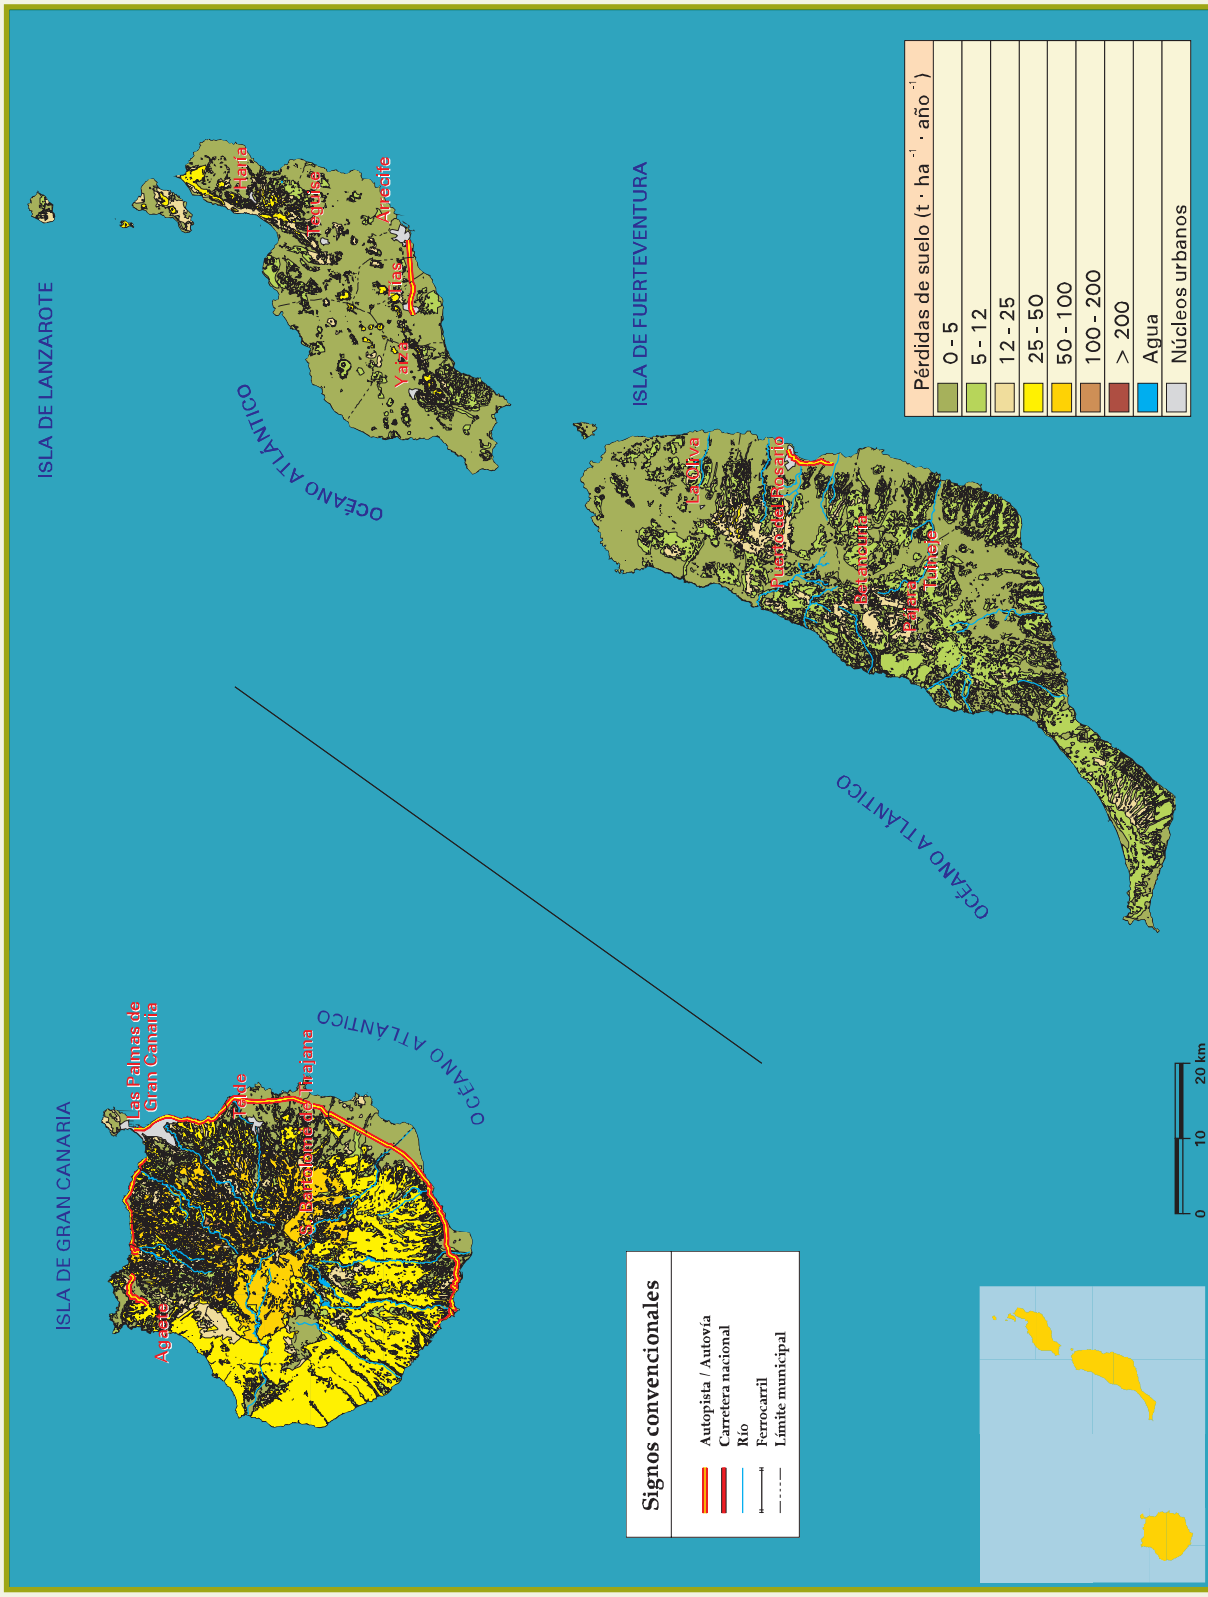 ISLA DE GRAN CANARIA
Las Palmas de
Gran Canaria
Agaete
Telde
S. Bartolomé de Tirajana
OCÉANO ATLÁNTICO
ISLA DE LANZAROTE
Haría
Teguise
Arrecife
Tías
Yaiza
OCÉANO ATLÁNTICO
ISLA DE FUERTEVENTURA
La Oliva
Puerto del Rosario
Betancuria
Pájara
Tuineje
OCÉANO ATLÁNTICO
Signos convencionales
Autopista / Autovía
Carretera nacional
Río
Ferrocarril
Límite municipal
0 10 20 km
Pérdidas de suelo (t · ha ⁻¹ · año ⁻¹)
0 - 5
5 - 12
12 - 25
25 - 50
50 - 100
100 - 200
> 200
Agua
Núcleos urbanos